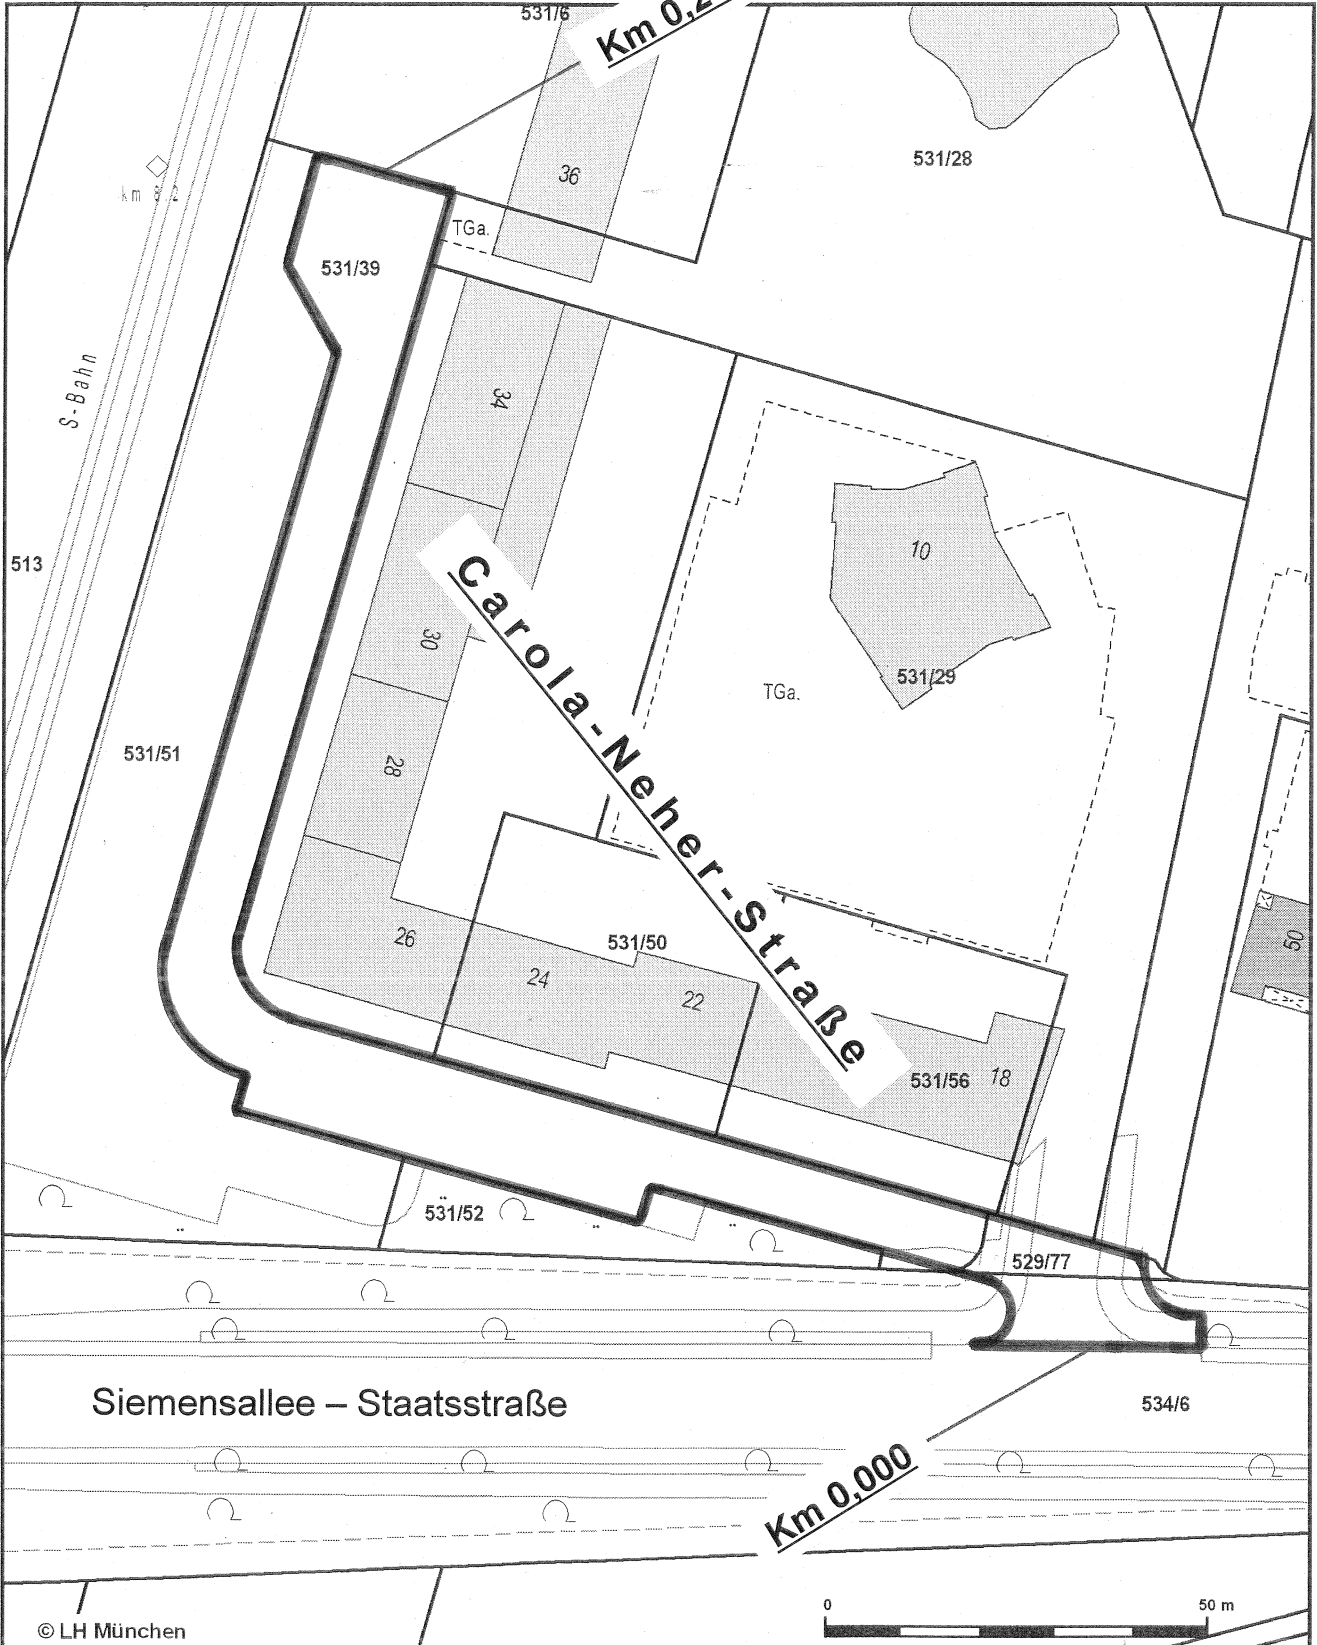 531/6
Km 0,2
531/28
36
TGa.
531/39
34
S-Bahn
10
513
30
531/29
TGa.
28
531/51
Carola-Neher-Straße
26
531/50
24
22
50
531/56
18
531/52
529/77
Siemensallee – Staatsstraße
534/6
Km 0,000
0
50 m
© LH München